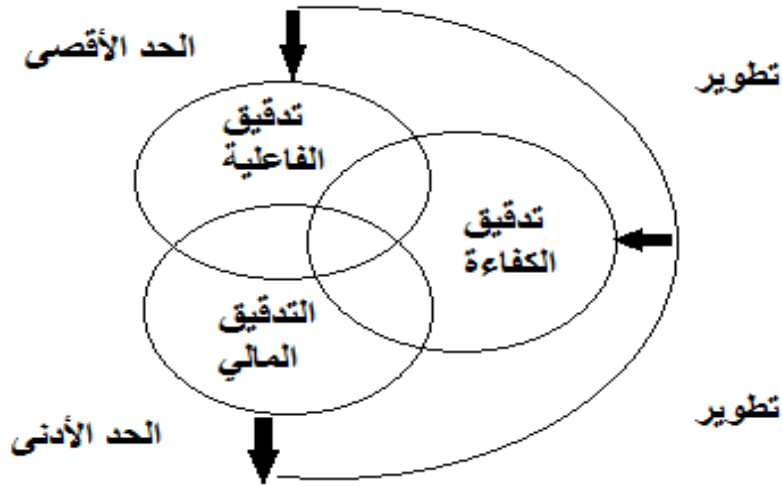 الحد الأقصى
تطوير
تدقيق
الفاعلية
تدقيق
الكفاءة
التدقيق
المالي
تطوير
الحد الأدنى